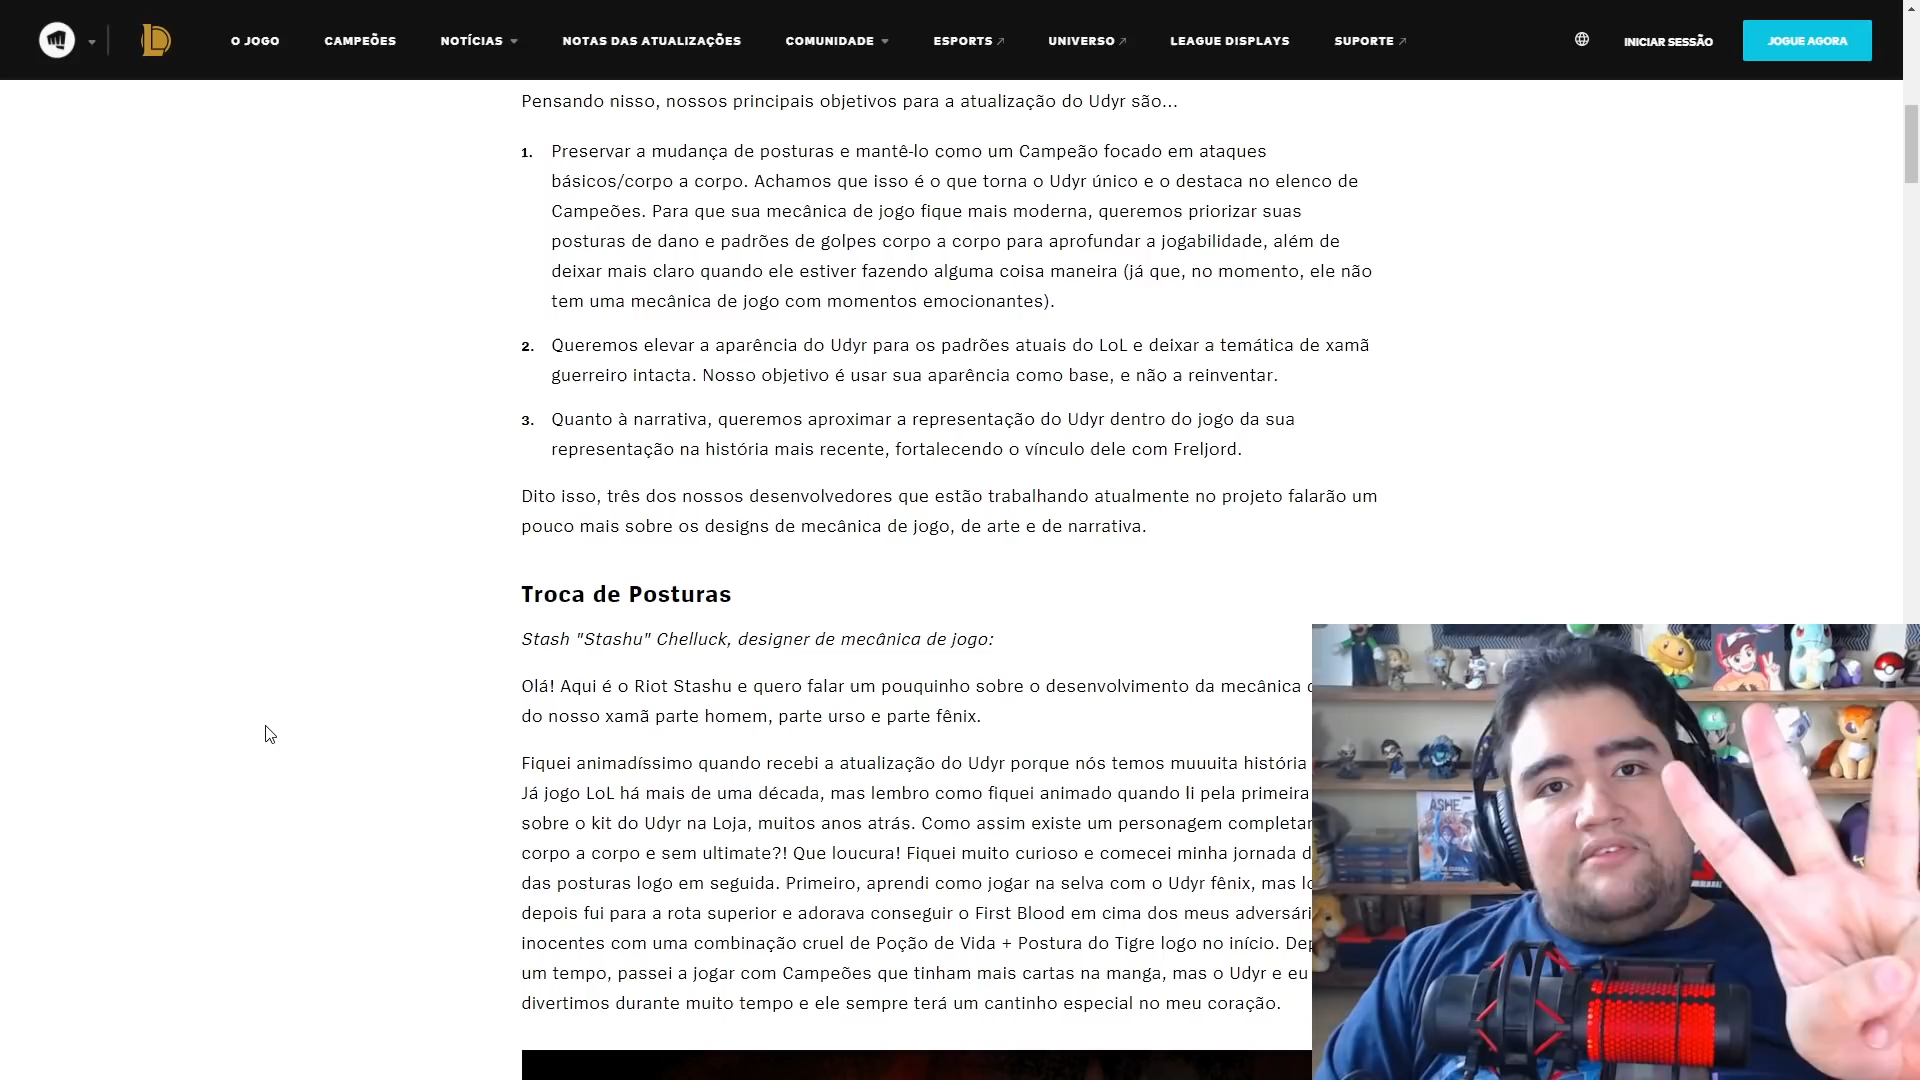 O JOGO CAMPEÕES NOTÍCIAS NOTAS DAS ATUALIZAÇÕES COMUNIDADE ESPORTS UNIVERSO LEAGUE DISPLAYS SUPORTE INICIAR SESSÃO JOGUE AGORA
Pensando nisso, nossos principais objetivos para a atualização do Udyr são...
1. Preservar a mudança de posturas e mantê-lo como um Campeão focado em ataques
básicos/corpo a corpo. Achamos que isso é o que torna o Udyr único e o destaca no elenco de
Campeões. Para que sua mecânica de jogo fique mais moderna, queremos priorizar suas
posturas de dano e padrões de golpes corpo a corpo para aprofundar a jogabilidade, além de
deixar mais claro quando ele estiver fazendo alguma coisa maneira (já que, no momento, ele não
tem uma mecânica de jogo com momentos emocionantes).
2. Queremos elevar a aparência do Udyr para os padrões atuais do LoL e deixar a temática de xamã
guerreiro intacta. Nosso objetivo é usar sua aparência como base, e não a reinventar.
3. Quanto à narrativa, queremos aproximar a representação do Udyr dentro do jogo da sua
representação na história mais recente, fortalecendo o vínculo dele com Freljord.
Dito isso, três dos nossos desenvolvedores que estão trabalhando atualmente no projeto falarão um
pouco mais sobre os designs de mecânica de jogo, de arte e de narrativa.
Troca de Posturas
Stash "Stashu" Chelluck, designer de mecânica de jogo:
Olá! Aqui é o Riot Stashu e quero falar um pouquinho sobre o desenvolvimento da mecânica
do nosso xamã parte homem, parte urso e parte fênix.
Fiquei animadíssimo quando recebi a atualização do Udyr porque nós temos muuuita história
Já jogo LoL há mais de uma década, mas lembro como fiquei animado quando li pela primeira
sobre o kit do Udyr na Loja, muitos anos atrás. Como assim existe um personagem
corpo a corpo e sem ultimate?! Que loucura! Fiquei muito curioso e comecei minha jornada
das posturas logo em seguida. Primeiro, aprendi como jogar na selva com o Udyr fênix, mas
depois fui para a rota superior e adorava conseguir o First Blood em cima dos meus
inocentes com uma combinação cruel de Poção de Vida + Postura do Tigre logo no início.
um tempo, passei a jogar com Campeões que tinham mais cartas na manga, mas o Udyr e eu
divertimos durante muito tempo e ele sempre terá um cantinho especial no meu coração.
ASHE